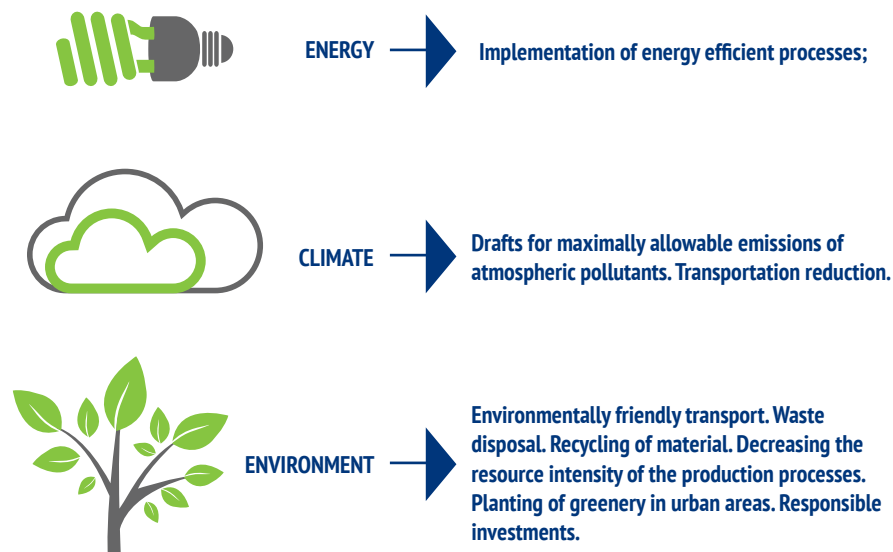 ENERGY
Implementation of energy efficient processes;
CLIMATE
Drafts for maximally allowable emissions of
atmospheric pollutants. Transportation reduction.
ENVIRONMENT
Environmentally friendly transport. Waste
disposal. Recycling of material. Decreasing the
resource intensity of the production processes.
Planting of greenery in urban areas. Responsible
investments.